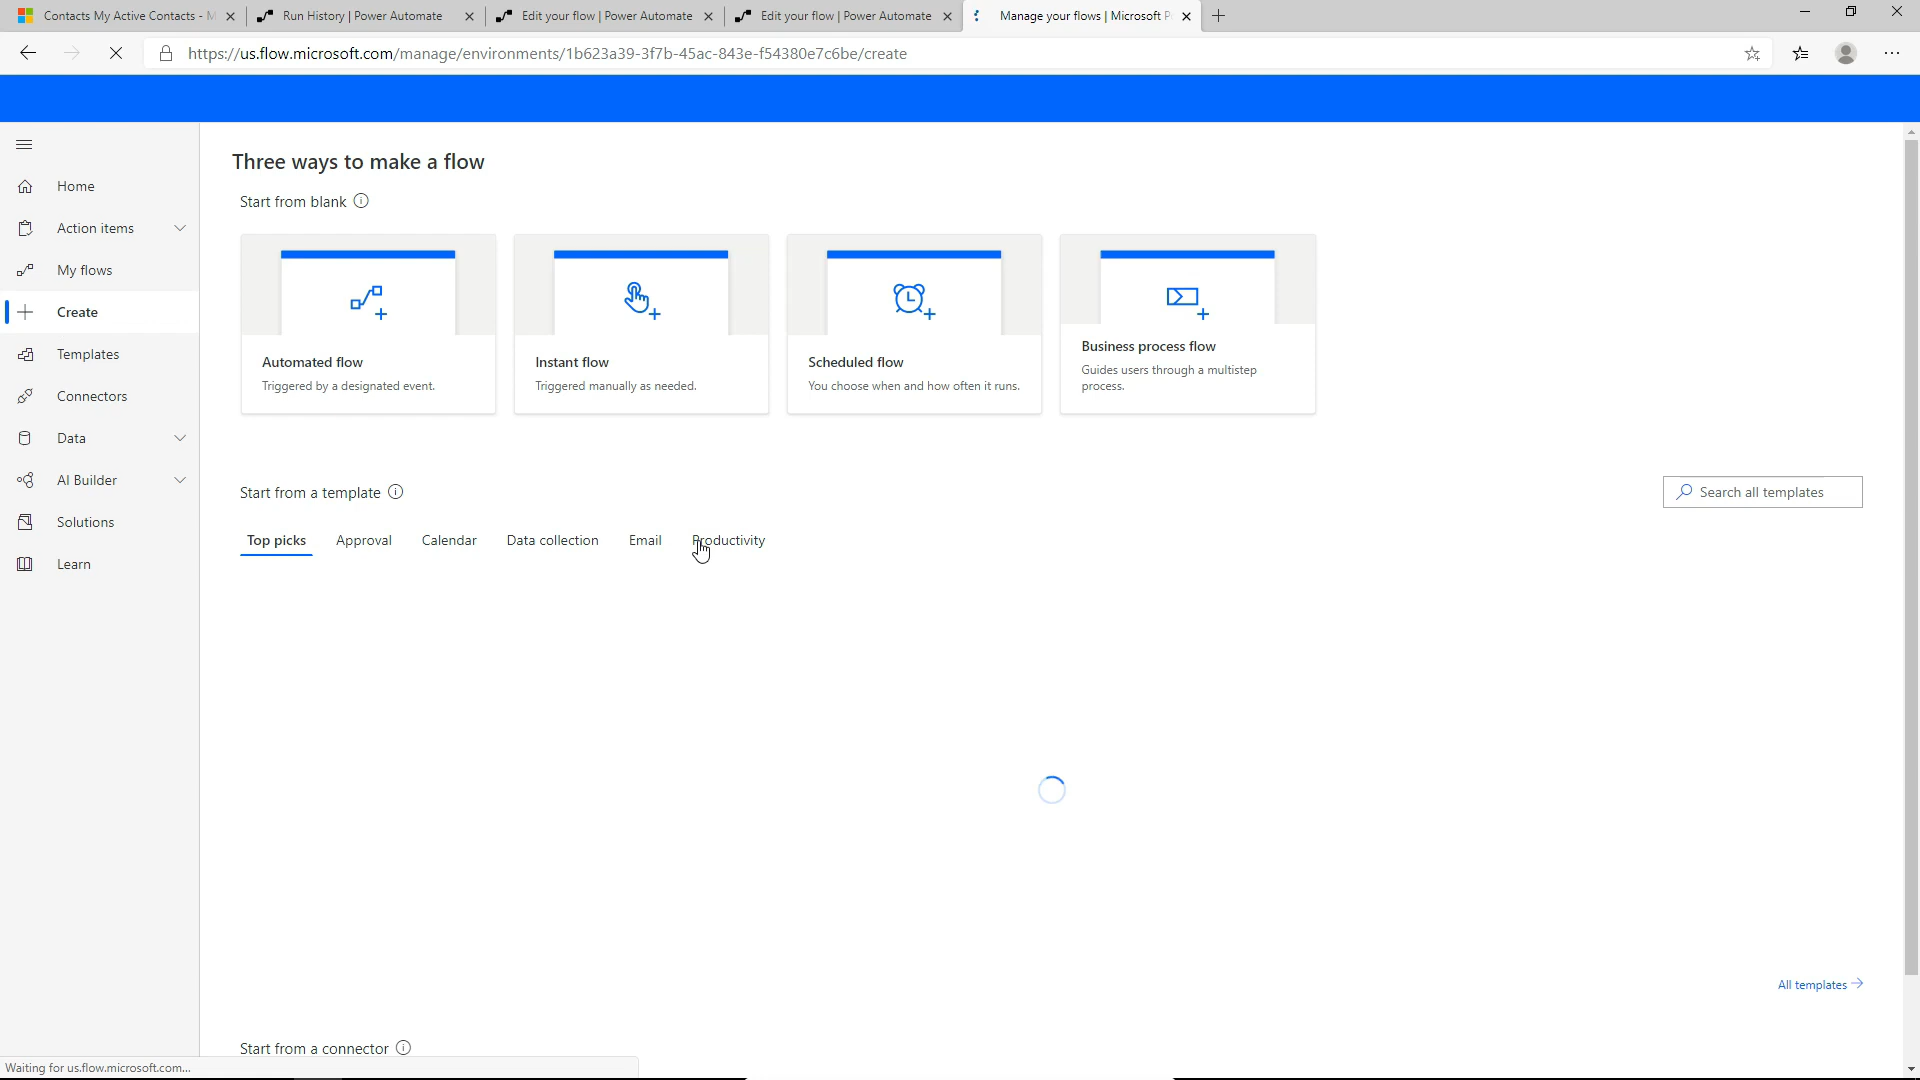 Contacts My Active Contacts - M
Run History | Power Automate
Edit your flow | Power Automate
Edit your flow | Power Automate
Manage your flows | Microsoft P
https://us.flow.microsoft.com/manage/environments/1b623a39-3f7b-45ac-843e-f54380e7c6be/create
Home
Action items
My flows
Create
Templates
Connectors
Data
AI Builder
Solutions
Learn
Three ways to make a flow
Start from blank
Automated flow
Triggered by a designated event.
Instant flow
Triggered manually as needed.
Scheduled flow
You choose when and how often it runs.
Business process flow
Guides users through a multistep
process.
Start from a template
Search all templates
Top picks
Approval
Calendar
Data collection
Email
Productivity
All templates
Start from a connector
Waiting for us.flow.microsoft.com...